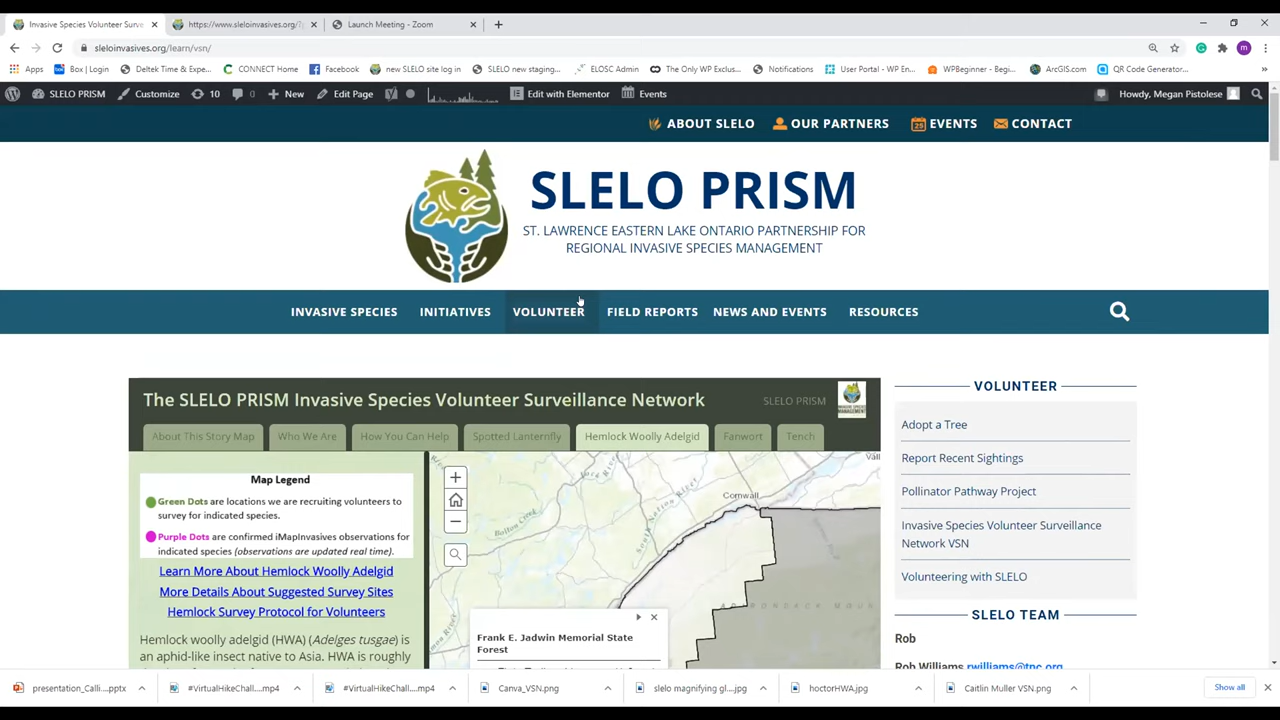 Invasive Species Volunteer Surve
https://www.sleloinvasives.org/?
Launch Meeting - Zoom
sleloinvasives.org/learn/vsn/
Apps
Box | Login
Deltek Time & Expe...
CONNECT Home
Facebook
new SLELO site log in
SLELO new staging...
ELOSC Admin
The Only WP Exclus...
Notifications
User Portal - WP En...
WPBeginner - Begi...
ArcGIS.com
QR Code Generator...
SLELO PRISM
Customize
10
0
New
Edit Page
Edit with Elementor
Events
Howdy, Megan Pistolese
ABOUT SLELO
OUR PARTNERS
EVENTS
CONTACT
SLELO PRISM
ST. LAWRENCE EASTERN LAKE ONTARIO PARTNERSHIP FOR
REGIONAL INVASIVE SPECIES MANAGEMENT
INVASIVE SPECIES
INITIATIVES
VOLUNTEER
FIELD REPORTS
NEWS AND EVENTS
RESOURCES
The SLELO PRISM Invasive Species Volunteer Surveillance Network
SLELO PRISM
About This Story Map
Who We Are
How You Can Help
Spotted Lanternfly
Hemlock Woolly Adelgid
Fanwort
Tench
Map Legend
Green Dots are locations we are recruiting volunteers to
survey for indicated species.
Purple Dots are confirmed iMapInvasives observations for
indicated species (observations are updated real time).
Learn More About Hemlock Woolly Adelgid
More Details About Suggested Survey Sites
Hemlock Survey Protocol for Volunteers
Hemlock woolly adelgid (HWA) (Adelges tsugae) is
an aphid-like insect native to Asia. HWA is roughly
Cornwall
Frank E. Jadwin Memorial State
Forest
VOLUNTEER
Adopt a Tree
Report Recent Sightings
Pollinator Pathway Project
Invasive Species Volunteer Surveillance
Network VSN
Volunteering with SLELO
SLELO TEAM
Rob
Rob Williams rwilliams@tnc.org
presentation_Calli....pptx
#VirtualHikeChall....mp4
#VirtualHikeChall....mp4
Canva_VSN.png
slelo magnifying gl....jpg
hoctorHWA.jpg
Caitlin Muller VSN.png
Show all